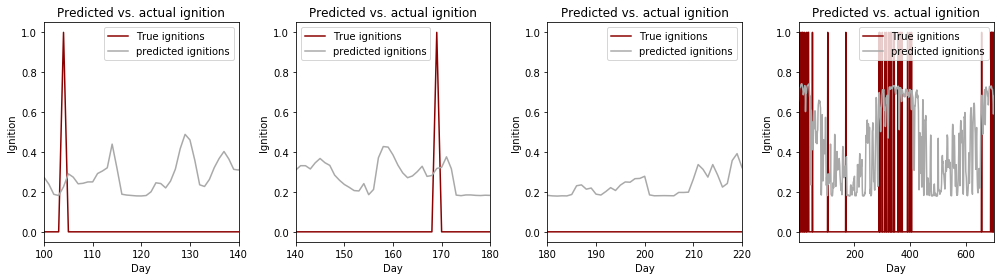 Predicted vs. actual ignition
True ignitions
predicted ignitions
1.0
0.8
0.6
0.4
0.2
0.0
Ignition
100
110
120
130
140
Day
Predicted vs. actual ignition
True ignitions
predicted ignitions
1.0
0.8
0.6
0.4
0.2
0.0
Ignition
140
150
160
170
180
Day
Predicted vs. actual ignition
True ignitions
predicted ignitions
1.0
0.8
0.6
0.4
0.2
0.0
Ignition
180
190
200
210
220
Day
Predicted vs. actual ignition
True ignitions
predicted ignitions
1.0
0.8
0.6
0.4
0.2
0.0
Ignition
200
400
600
Day